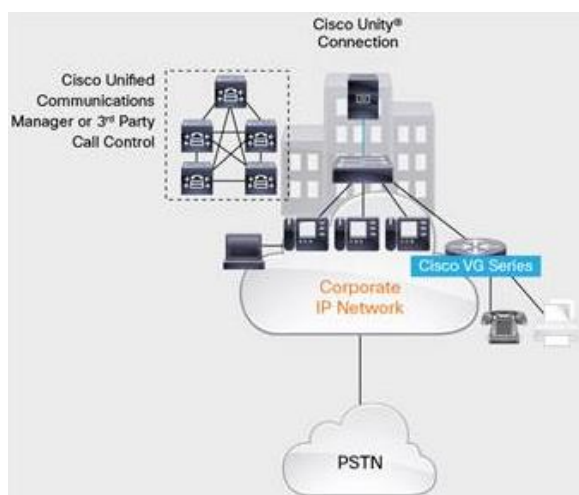 Cisco Unity®
Connection
Cisco Unified
Communications
Manager or 3rd Party
Call Control
Cisco VG Series
Corporate
IP Network
PSTN